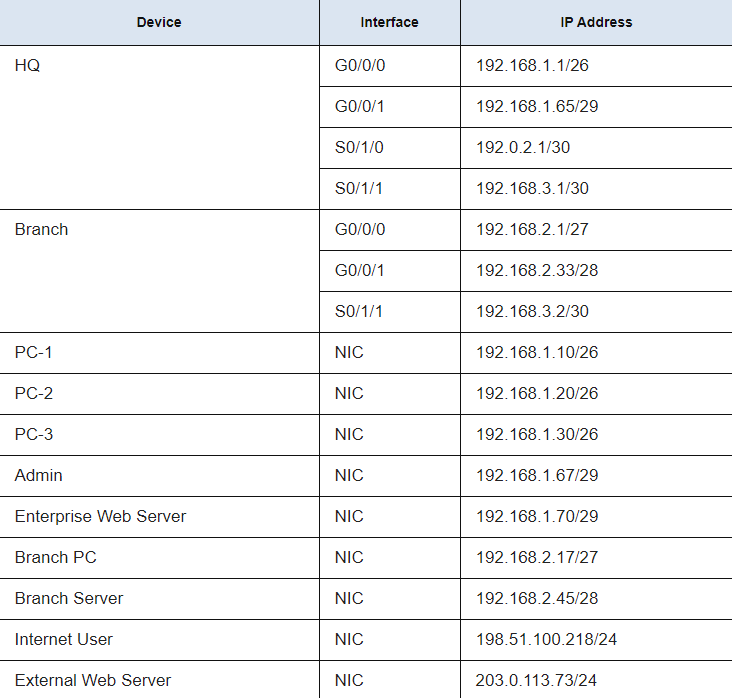 Device Interface IP Address
HQ G0/0/0 192.168.1.1/26
G0/0/1 192.168.1.65/29
S0/1/0 192.0.2.1/30
S0/1/1 192.168.3.1/30
Branch G0/0/0 192.168.2.1/27
G0/0/1 192.168.2.33/28
S0/1/1 192.168.3.2/30
PC-1 NIC 192.168.1.10/26
PC-2 NIC 192.168.1.20/26
PC-3 NIC 192.168.1.30/26
Admin NIC 192.168.1.67/29
Enterprise Web Server NIC 192.168.1.70/29
Branch PC NIC 192.168.2.17/27
Branch Server NIC 192.168.2.45/28
Internet User NIC 198.51.100.218/24
External Web Server NIC 203.0.113.73/24